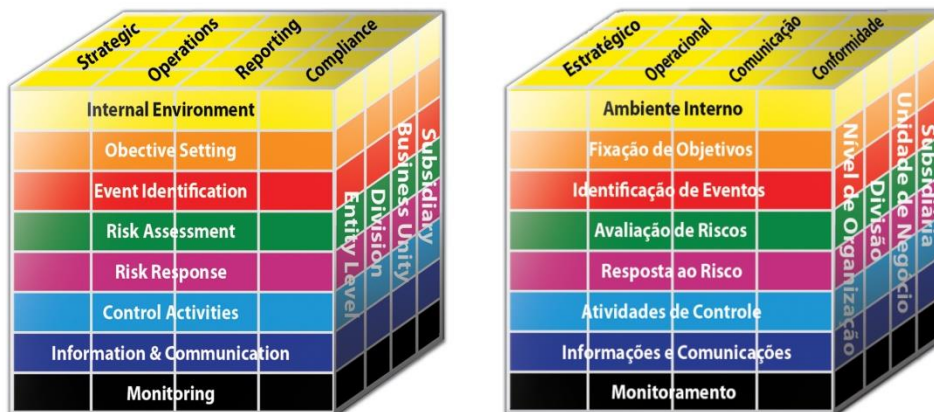 Strategic
Operations
Reporting
Compliance
Internal Environment
Obective Setting
Event Identification
Risk Assessment
Risk Response
Control Activities
Information & Communication
Monitoring
Entity Level
Division
Business Unity
Subsidiary
Estratégico
Operacional
Comunicação
Conformidade
Ambiente Interno
Fixação de Objetivos
Identificação de Eventos
Avaliação de Riscos
Resposta ao Risco
Atividades de Controle
Informações e Comunicações
Monitoramento
Nível de Organização
Divisão
Unidade de Negócio
Subsidiária